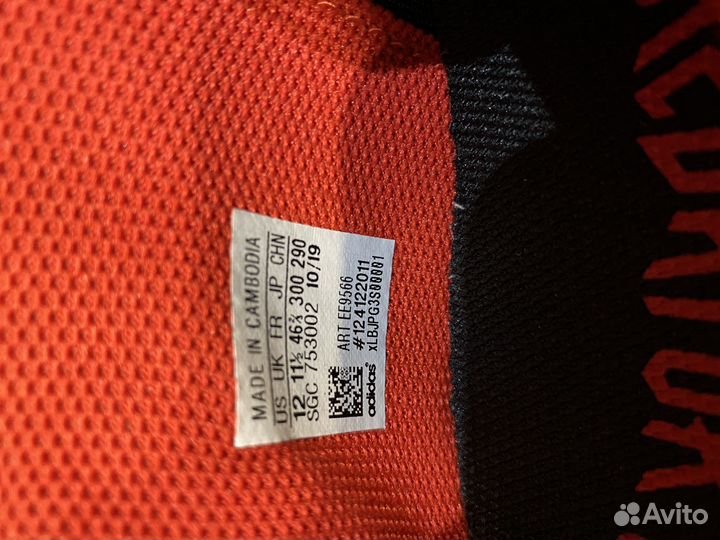 MADE IN CAMBODIA
US UK FR JP CHN
12 11½ 46⅔ 300 290
SGC 753002 10/19
ART EE9566
#124122011
xLBJPG3S00001
adidas
Avito